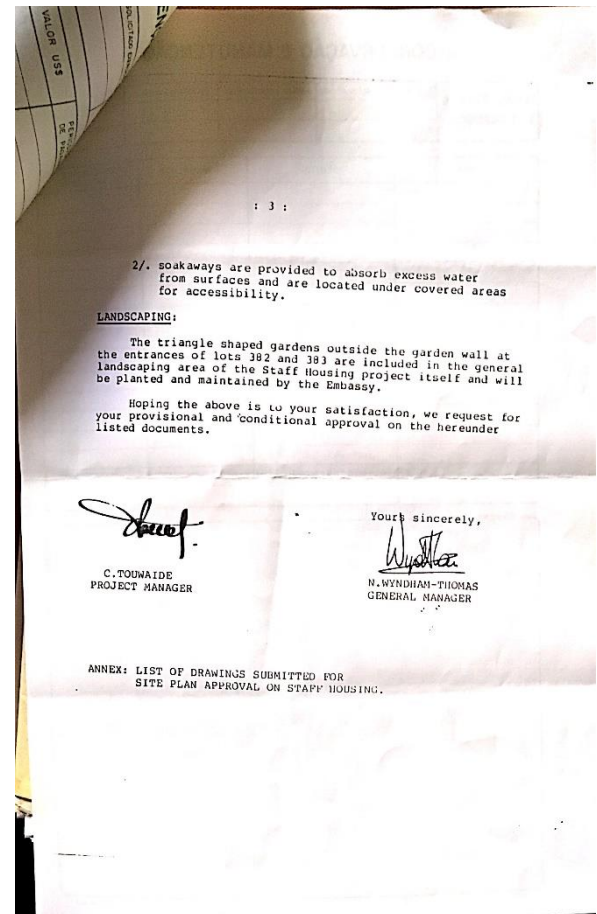 VALOR US$
SOLICITADO
: 3 :
2/. soakaways are provided to absorb excess water
from surfaces and are located under covered areas
for accessibility.
LANDSCAPING:
The triangle shaped gardens outside the garden wall at
the entrances of lots 382 and 383 are included in the general
landscaping area of the Staff Housing project itself and will
be planted and maintained by the Embassy.
Hoping the above is to your satisfaction, we request for
your provisional and conditional approval on the hereunder
listed documents.
Yours sincerely,
C.TOUWAIDE
PROJECT MANAGER
N.WYNDHAM-THOMAS
GENERAL MANAGER
ANNEX: LIST OF DRAWINGS SUBMITTED FOR
SITE PLAN APPROVAL ON STAFF HOUSING.